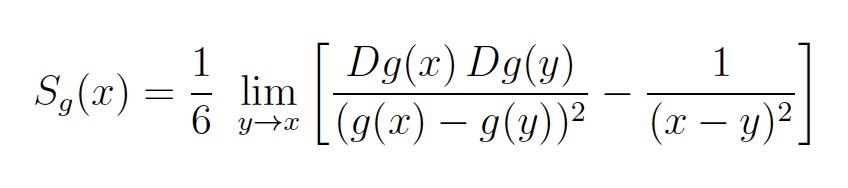 S_g(x) = \frac{1}{6} \lim_{y \to x} \left[ \frac{Dg(x) \, Dg(y)}{(g(x) - g(y))^2} - \frac{1}{(x - y)^2} \right]